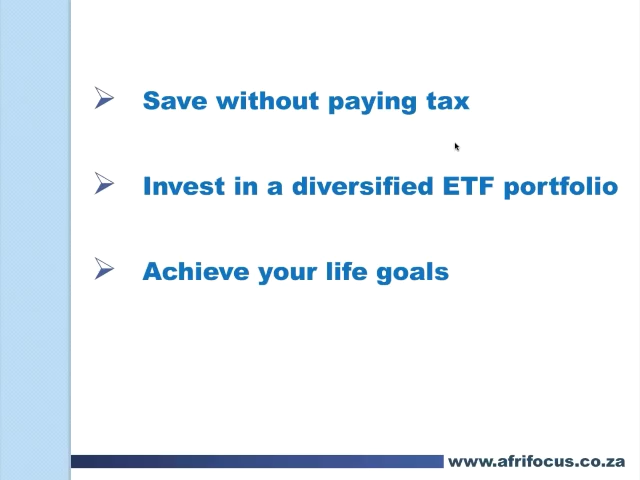 Save without paying tax
Invest in a diversified ETF portfolio
Achieve your life goals
www.afrifocus.co.za